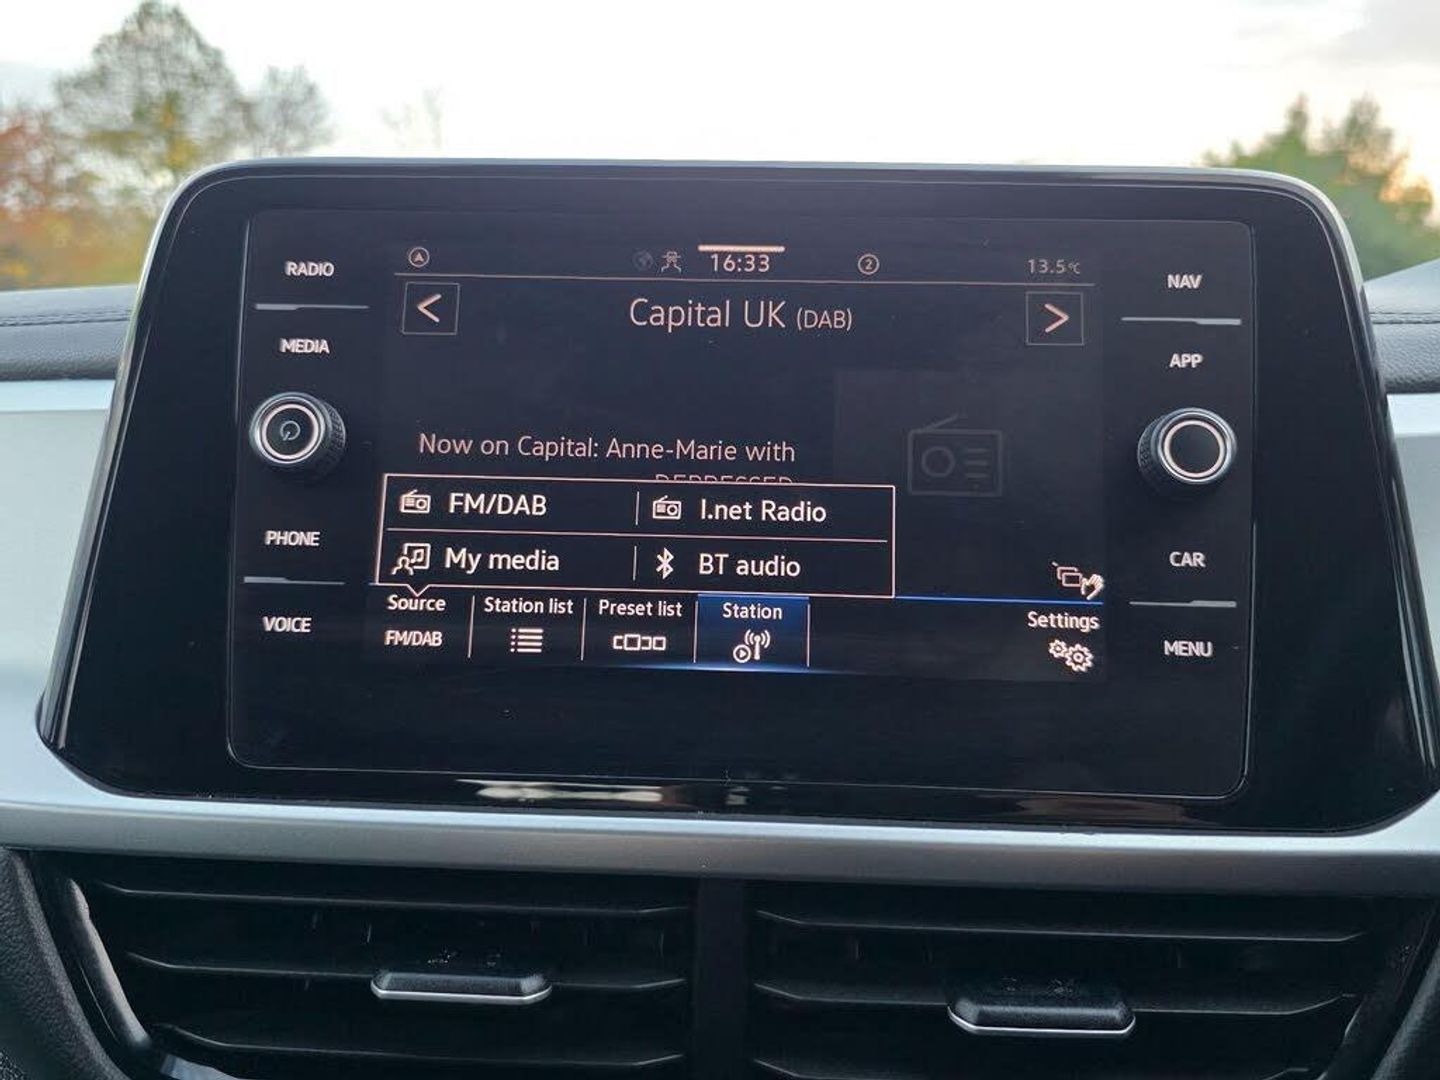 RADIO
MEDIA
PHONE
VOICE
16:33
2
13.5°C
Capital UK (DAB)
Now on Capital: Anne-Marie with
DEPRESSED
FM/DAB
I.net Radio
My media
BT audio
Source
FM/DAB
Station list
Preset list
Station
Settings
NAV
APP
CAR
MENU